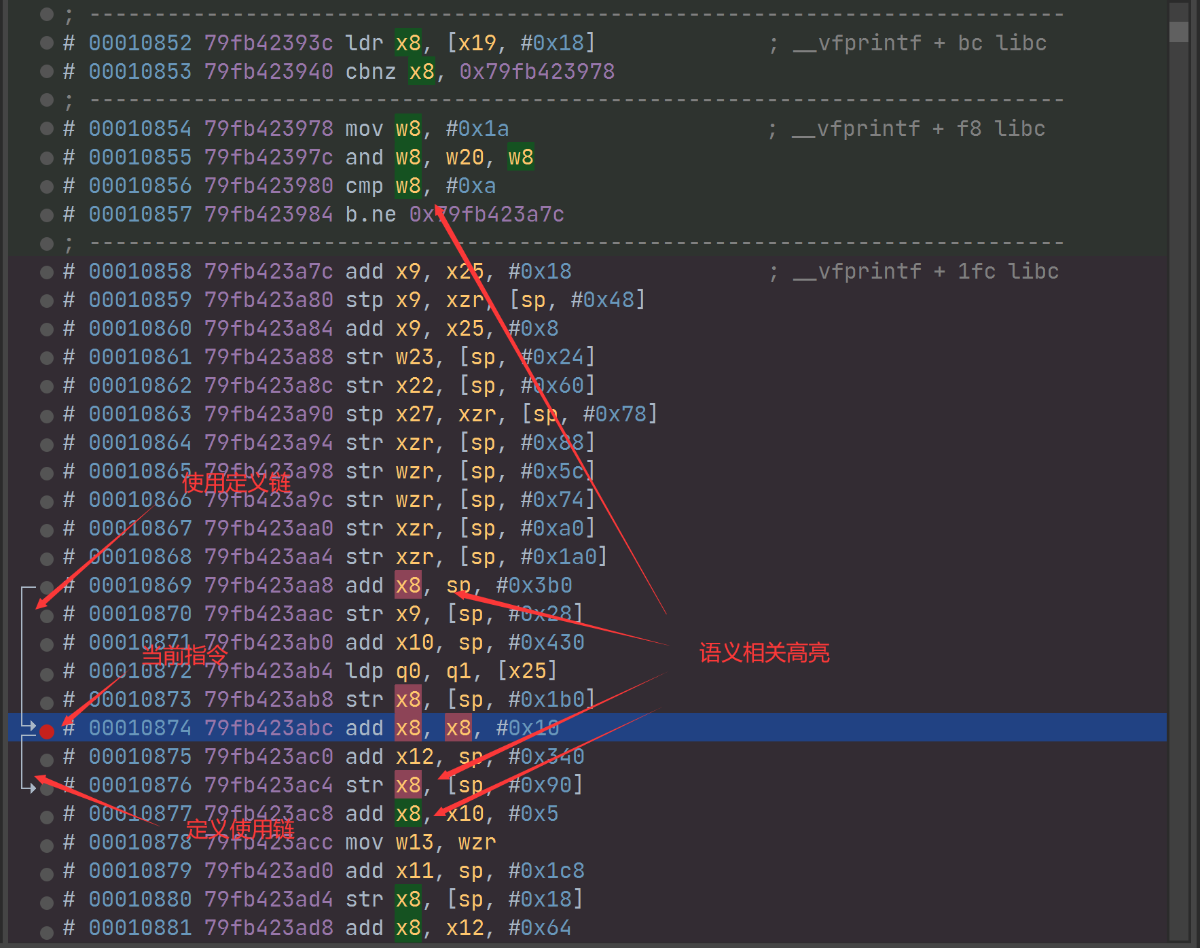 ; -----------------------------------------------------------------------------
# 00010852 79fb42393c ldr x8, [x19, #0x18] ; __vfprintf + bc libc
# 00010853 79fb423940 cbnz x8, 0x79fb423978
; -----------------------------------------------------------------------------
# 00010854 79fb423978 mov w8, #0x1a ; __vfprintf + f8 libc
# 00010855 79fb42397c and w8, w20, w8
# 00010856 79fb423980 cmp w8, #0xa
# 00010857 79fb423984 b.ne 0x79fb423a7c
; -----------------------------------------------------------------------------
# 00010858 79fb423a7c add x9, x25, #0x18 ; __vfprintf + 1fc libc
# 00010859 79fb423a80 stp x9, xzr, [sp, #0x48]
# 00010860 79fb423a84 add x9, x25, #0x8
# 00010861 79fb423a88 str w23, [sp, #0x24]
# 00010862 79fb423a8c str x22, [sp, #0x60]
# 00010863 79fb423a90 stp x27, xzr, [sp, #0x78]
# 00010864 79fb423a94 str xzr, [sp, #0x88]
# 00010865 79fb423a98 str wzr, [sp, #0x5c]
使用定义链
# 00010866 79fb423a9c str wzr, [sp, #0x74]
# 00010867 79fb423aa0 str xzr, [sp, #0xa0]
# 00010868 79fb423aa4 str xzr, [sp, #0x1a0]
# 00010869 79fb423aa8 add x8, sp, #0x3b0
# 00010870 79fb423aac str x9, [sp, #0x28]
# 00010871 79fb423ab0 add x10, sp, #0x430
当前指令
语义相关高亮
# 00010872 79fb423ab4 ldp q0, q1, [x25]
# 00010873 79fb423ab8 str x8, [sp, #0x1b0]
# 00010874 79fb423abc add x8, x8, #0x10
# 00010875 79fb423ac0 add x12, sp, #0x340
# 00010876 79fb423ac4 str x8, [sp, #0x90]
# 00010877 79fb423ac8 add x8, x10, #0x5
定义使用链
# 00010878 79fb423acc mov w13, wzr
# 00010879 79fb423ad0 add x11, sp, #0x1c8
# 00010880 79fb423ad4 str x8, [sp, #0x18]
# 00010881 79fb423ad8 add x8, x12, #0x64